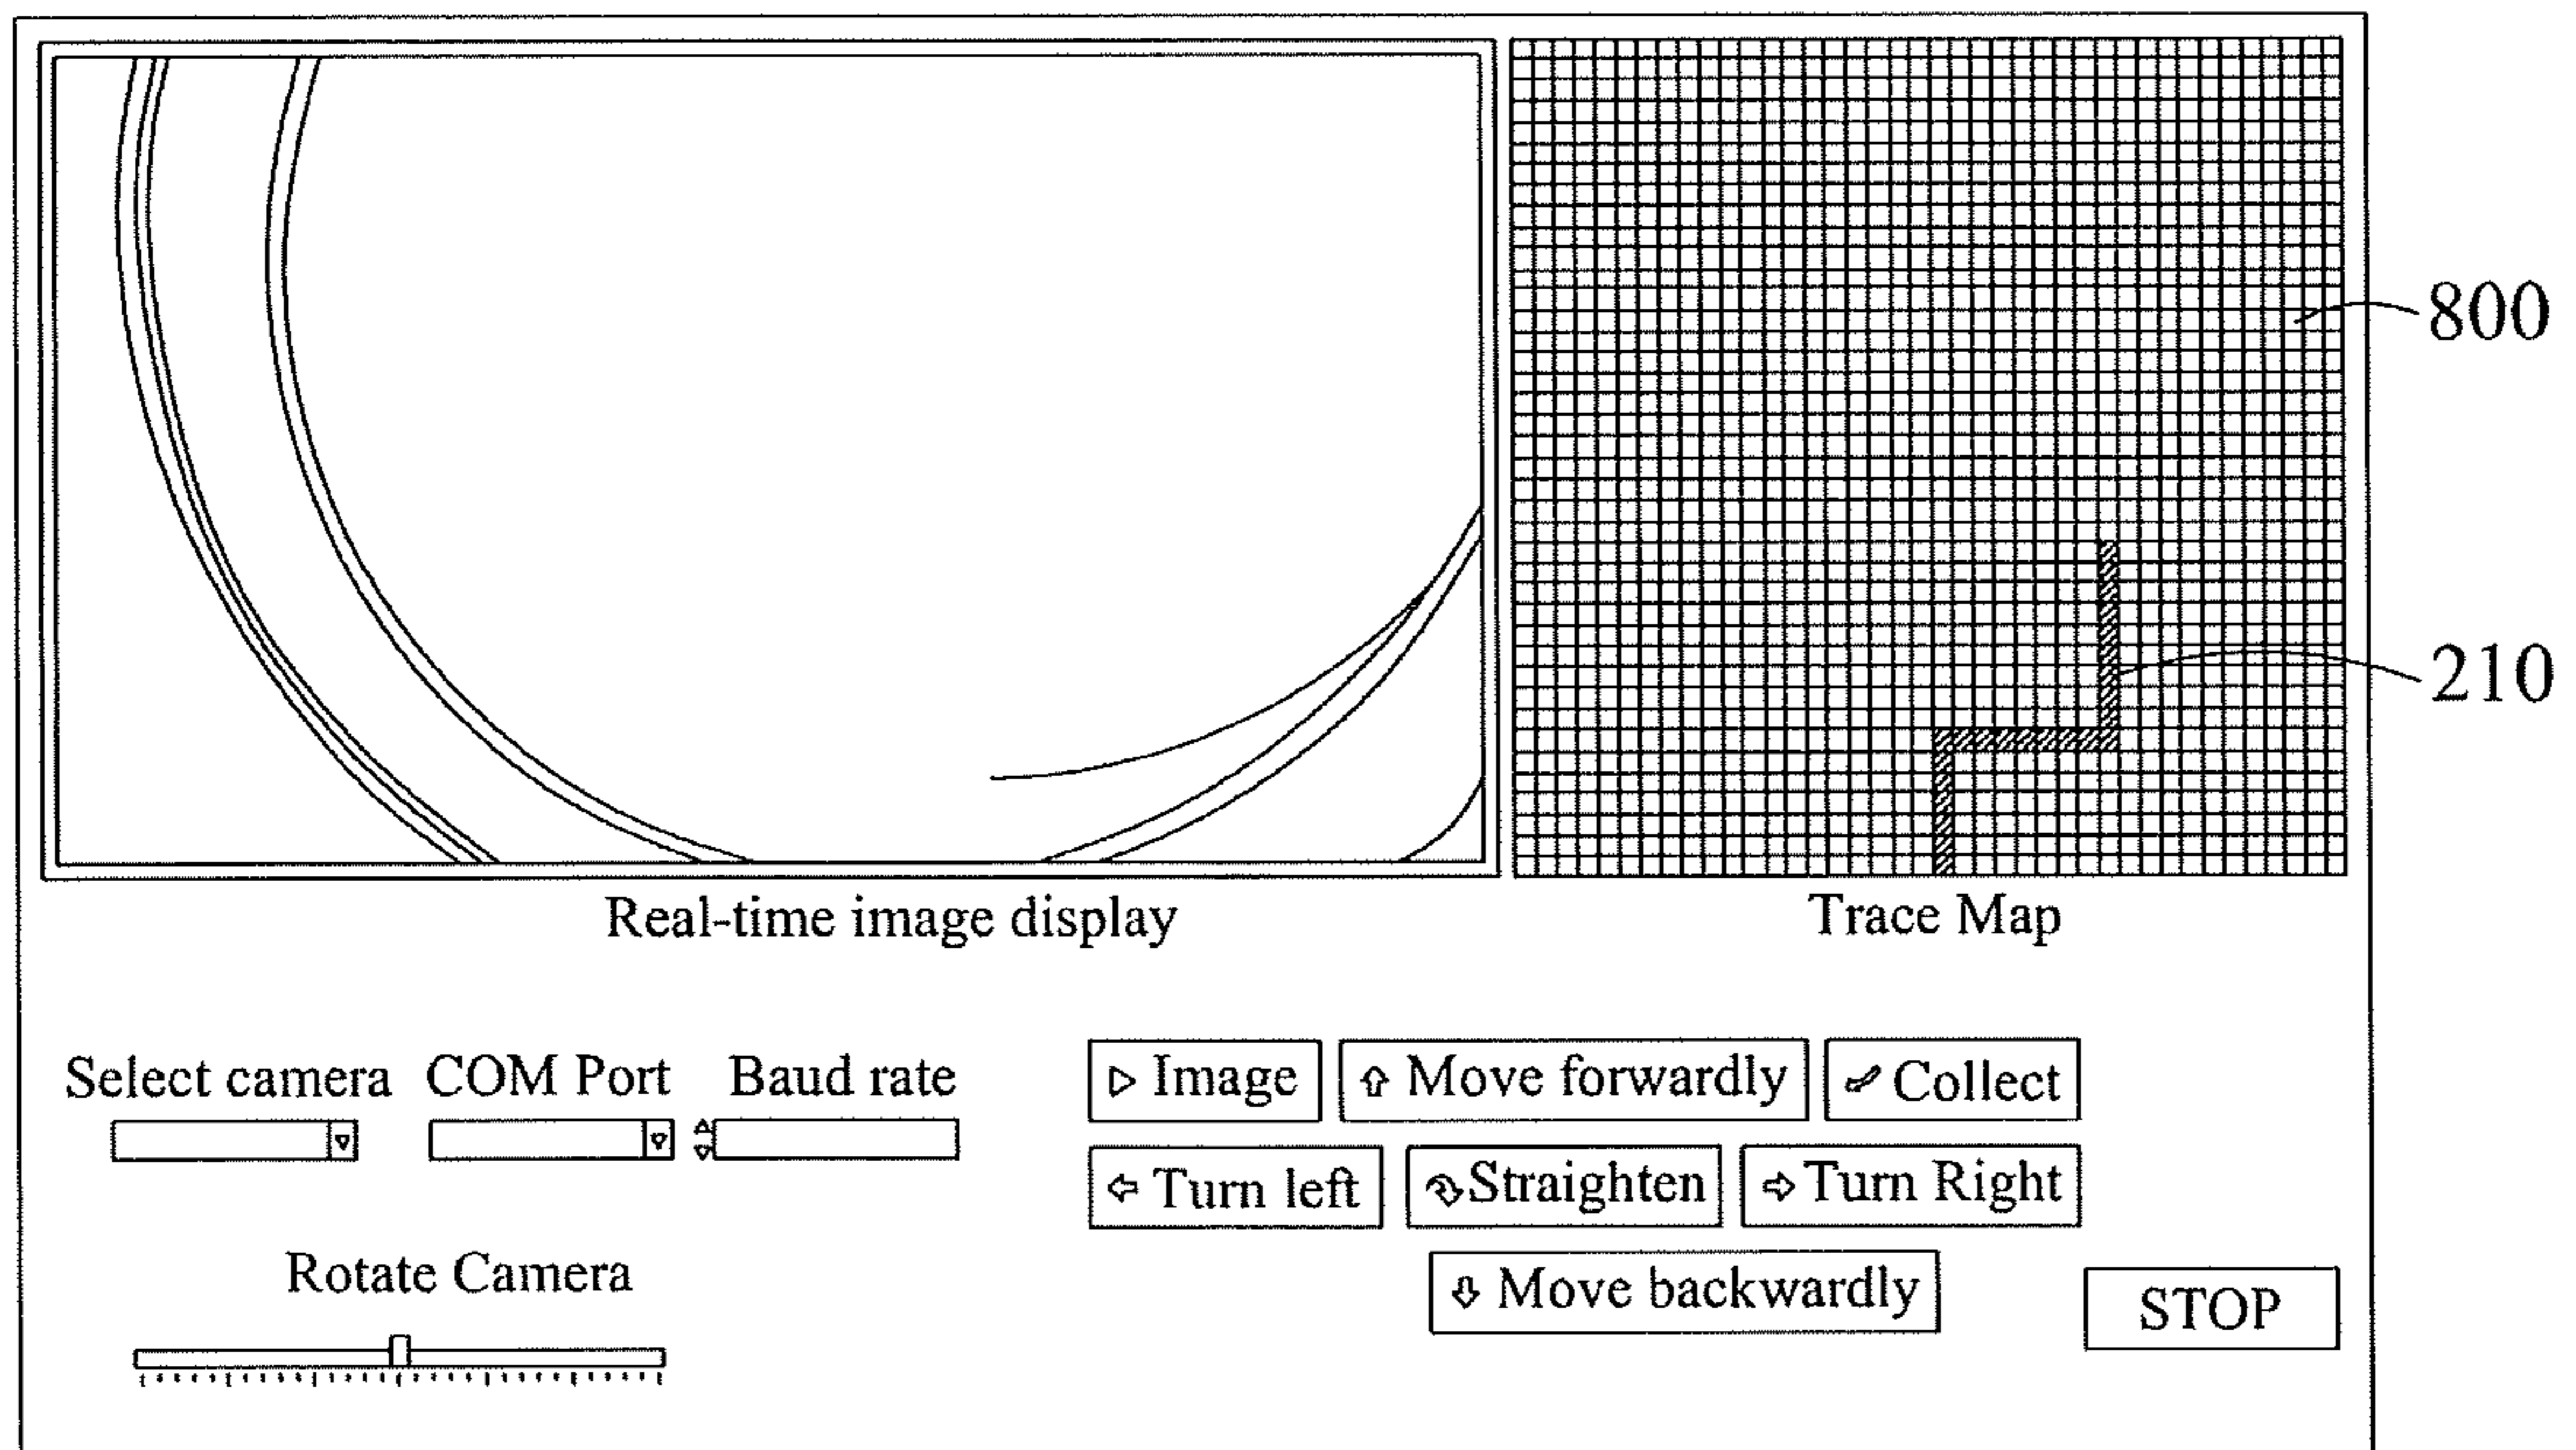 800
210
Real-time image display
Trace Map
Select camera COM Port Baud rate
Image Move forwardly Collect
Turn left Straighten Turn Right
Rotate Camera
Move backwardly
STOP